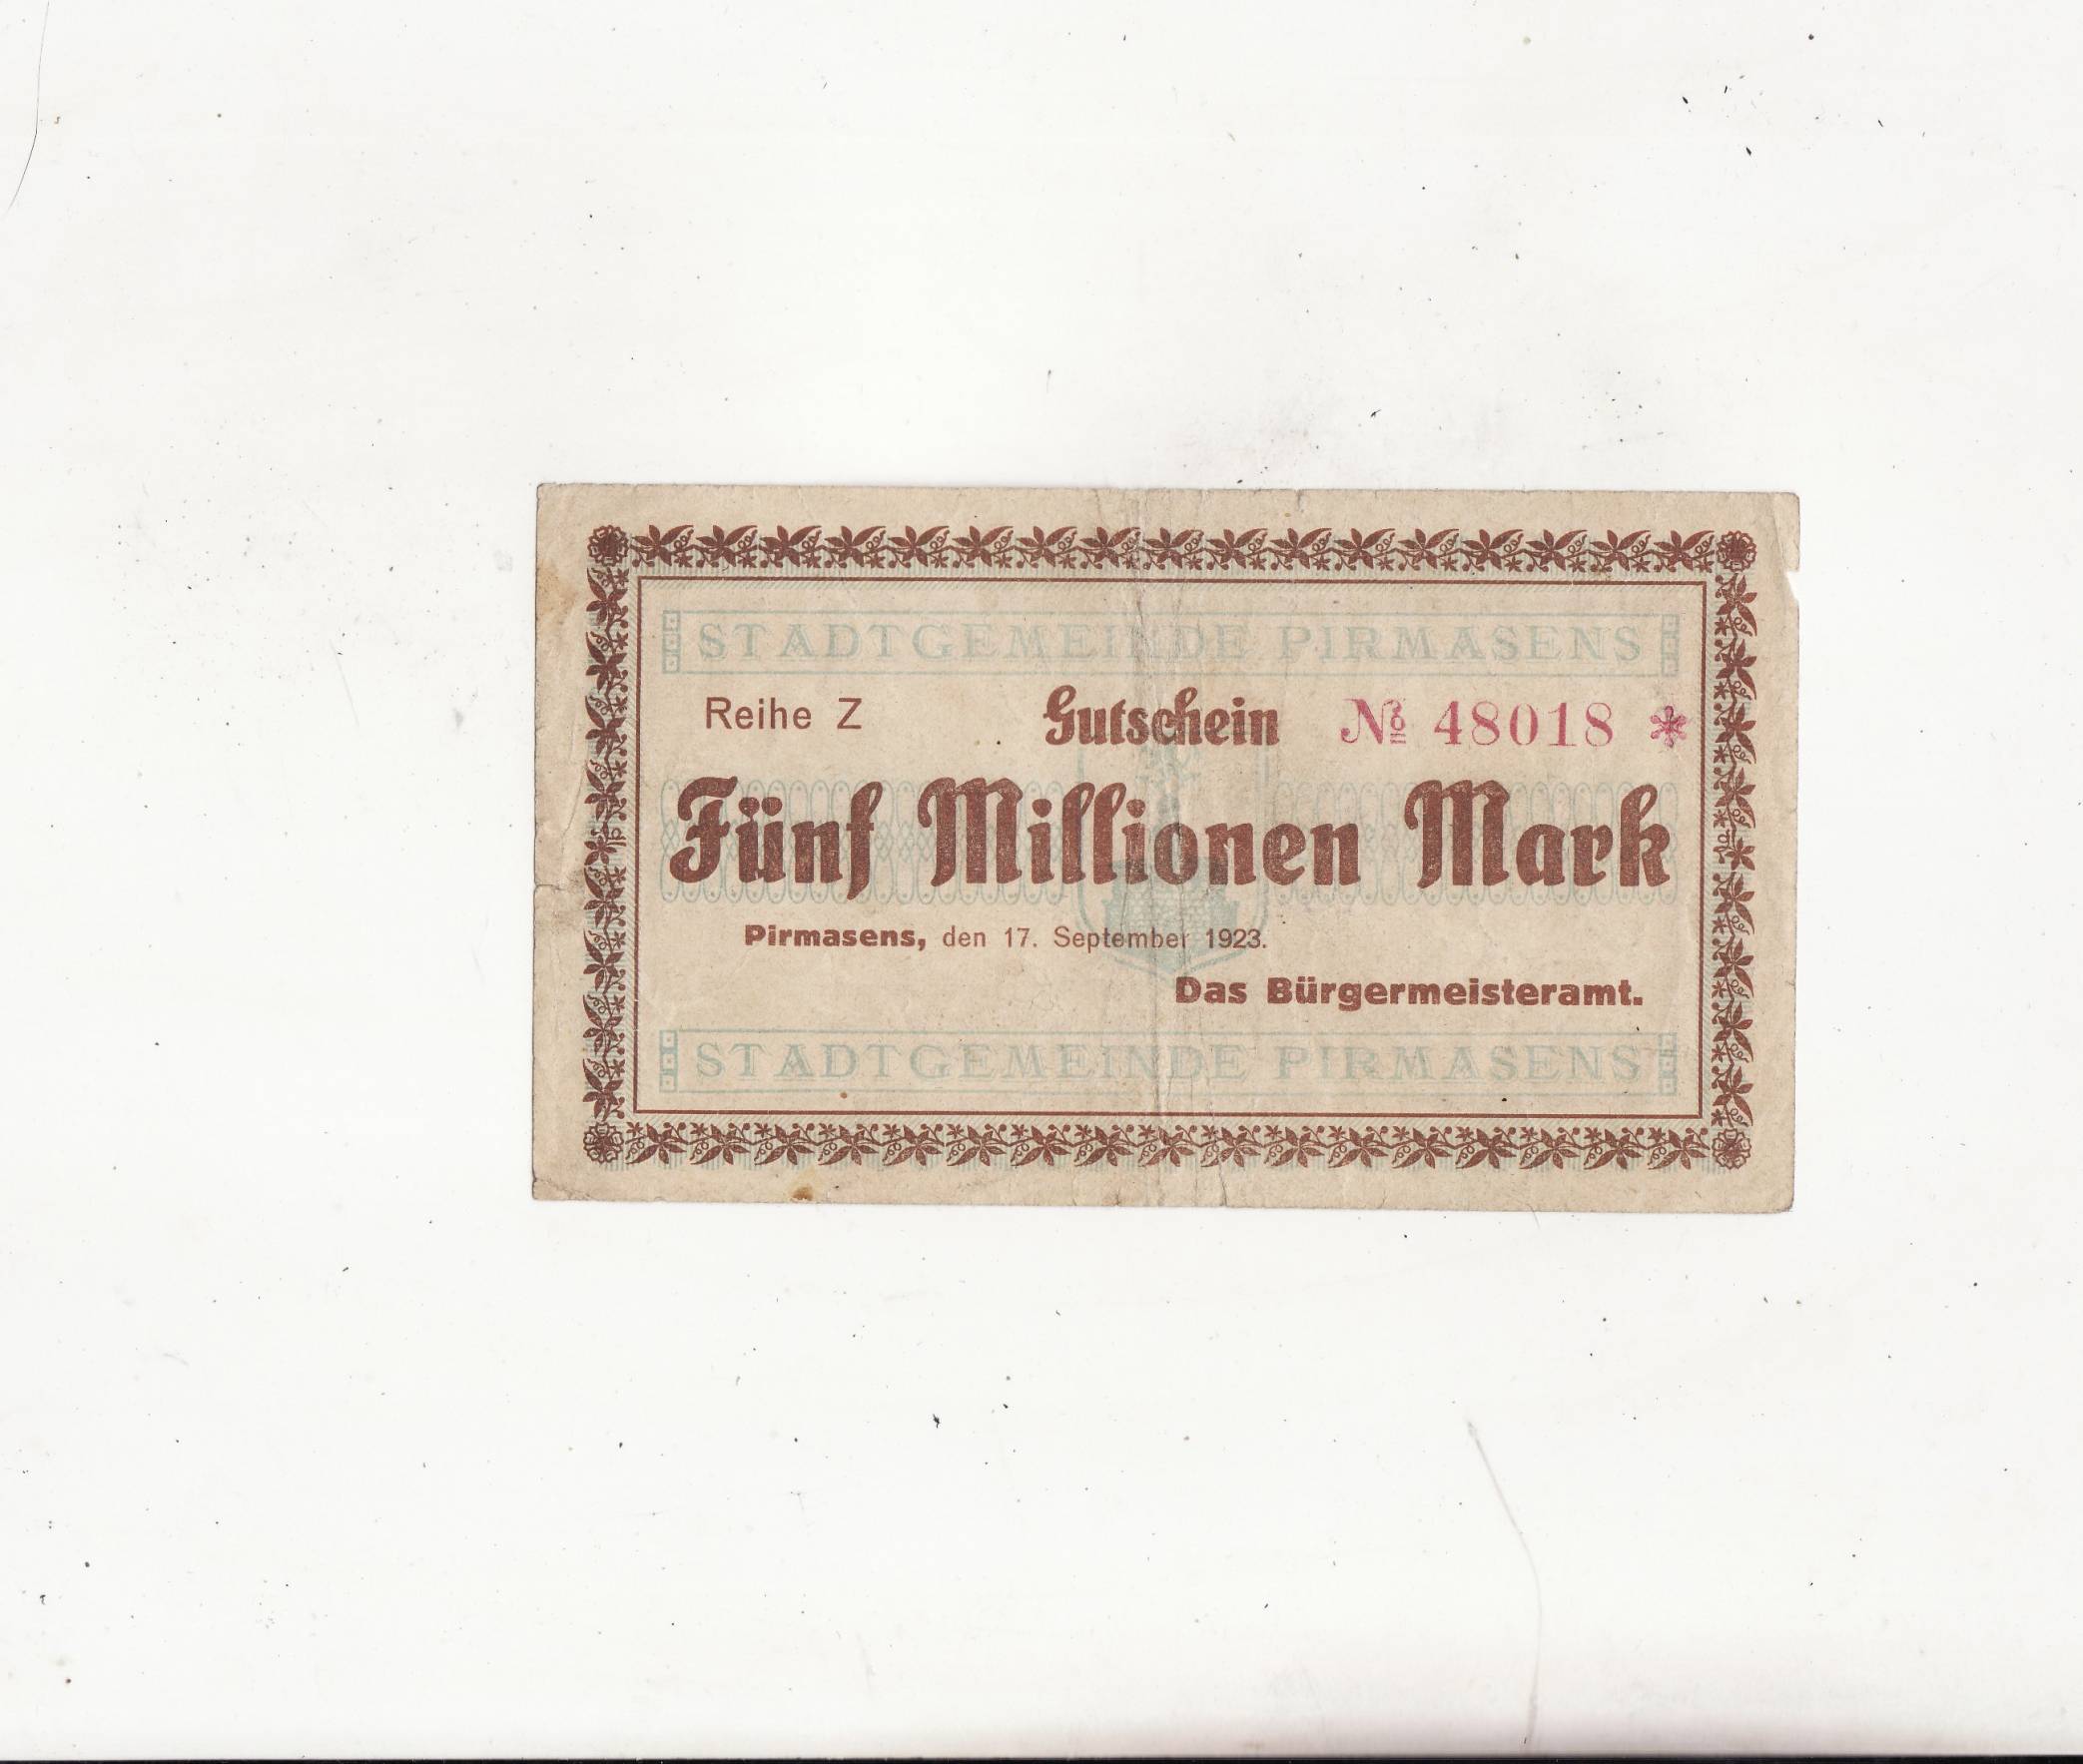 STADTGEMEINDE PIRMASENS
Reihe Z Gutschein № 48018 *
Fünf Millionen Mark
Pirmasens, den 17. September 1923.
Das Bürgermeisteramt.
STADTGEMEINDE PIRMASENS